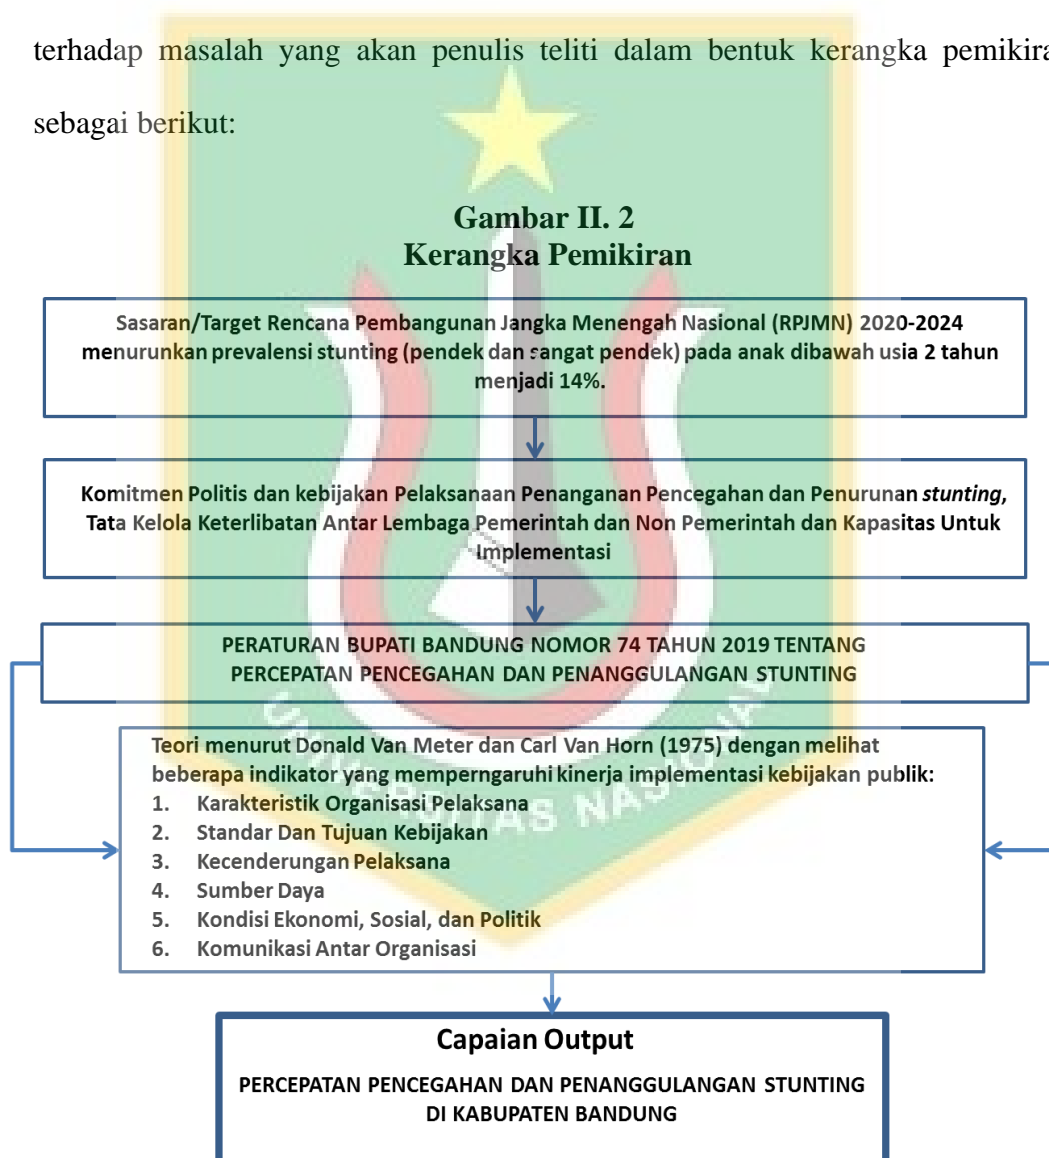 terhadap masalah yang akan penulis teliti dalam bentuk kerangka pemikira
sebagai berikut:
Gambar II. 2
Kerangka Pemikiran
Sasaran/Target Rencana Pembangunan Jangka Menengah Nasional (RPJMN) 2020-2024
menurunkan prevalensi stunting (pendek dan sangat pendek) pada anak dibawah usia 2 tahun
menjadi 14%.
Komitmen Politis dan kebijakan Pelaksanaan Penanganan Pencegahan dan Penurunan stunting,
Tata Kelola Keterlibatan Antar Lembaga Pemerintah dan Non Pemerintah dan Kapasitas Untuk
Implementasi
PERATURAN BUPATI BANDUNG NOMOR 74 TAHUN 2019 TENTANG
PERCEPATAN PENCEGAHAN DAN PENANGGULANGAN STUNTING
Teori menurut Donald Van Meter dan Carl Van Horn (1975) dengan melihat
beberapa indikator yang memperngaruhi kinerja implementasi kebijakan publik:
1. Karakteristik Organisasi Pelaksana
2. Standar Dan Tujuan Kebijakan
3. Kecenderungan Pelaksana
4. Sumber Daya
5. Kondisi Ekonomi, Sosial, dan Politik
6. Komunikasi Antar Organisasi
UNIVERSITAS NASIONAL
Capaian Output
PERCEPATAN PENCEGAHAN DAN PENANGGULANGAN STUNTING
DI KABUPATEN BANDUNG